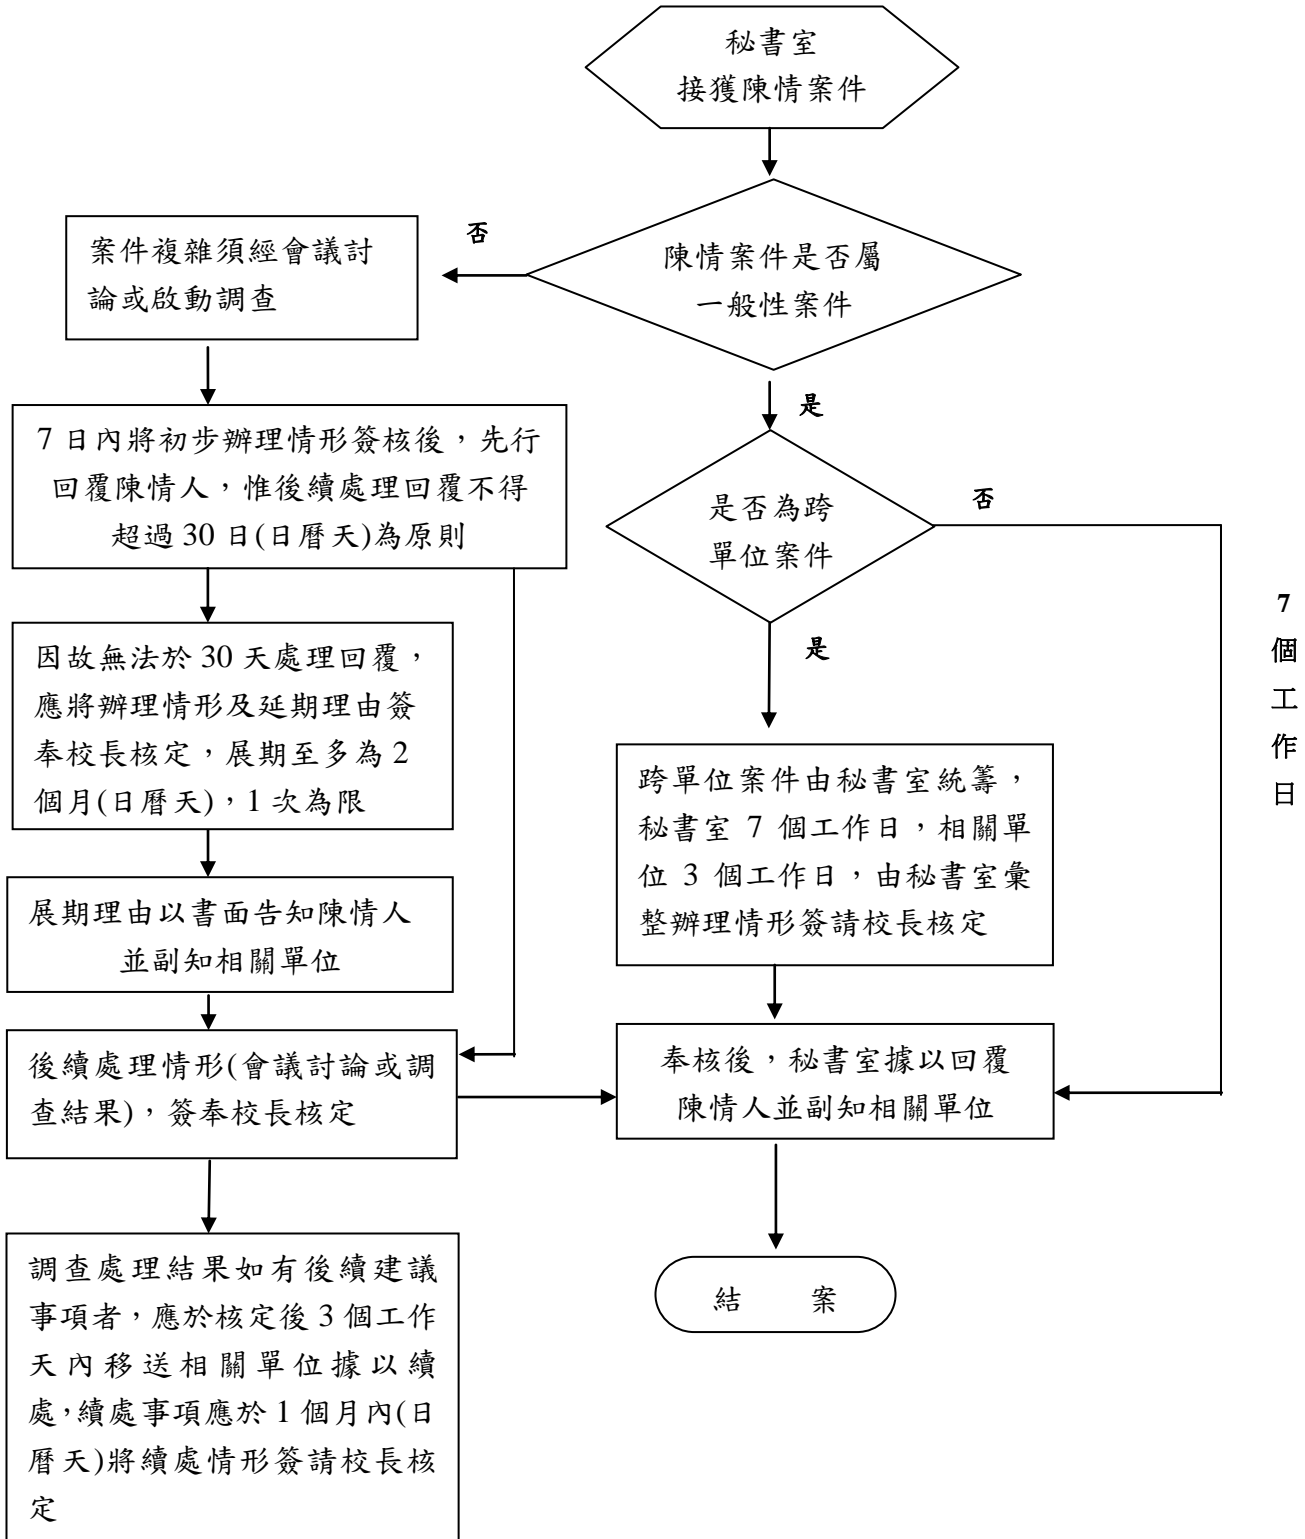 秘書室
接獲陳情案件
陳情案件是否屬
一般性案件
否
案件複雜須經會議討
論或啟動調查
7 日內將初步辦理情形簽核後，先行
回覆陳情人，惟後續處理回覆不得
超過 30 日(日曆天)為原則
因故無法於 30 天處理回覆，
應將辦理情形及延期理由簽
奉校長核定，展期至多為 2
個月(日曆天)，1 次為限
展期理由以書面告知陳情人
並副知相關單位
後續處理情形(會議討論或調
查結果)，簽奉校長核定
調查處理結果如有後續建議
事項者，應於核定後 3 個工作
天內移送相關單位據以續
處，續處事項應於 1 個月內(日
曆天)將續處情形簽請校長核
定
是
是否為跨
單位案件
否
7
個
工
作
日
是
跨單位案件由秘書室統籌，
秘書室 7 個工作日，相關單
位 3 個工作日，由秘書室彙
整辦理情形簽請校長核定
奉核後，秘書室據以回覆
陳情人並副知相關單位
結 案